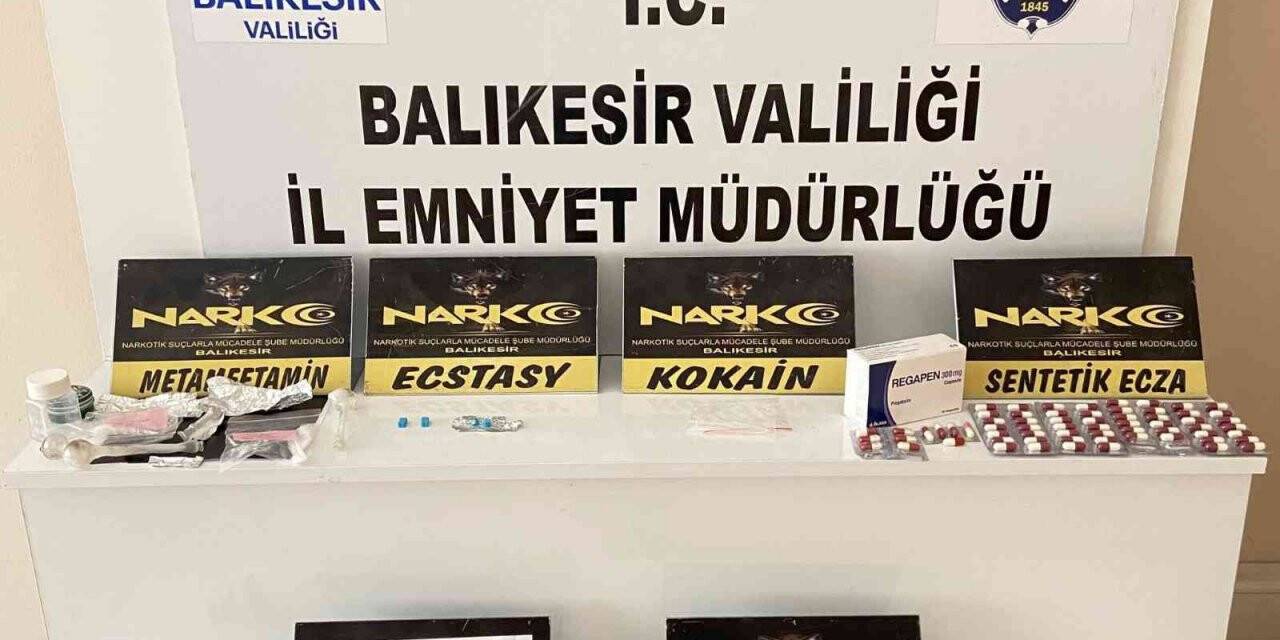 BALIKESİR
VALİLİĞİ
T.C.
1845
BALIKESİR VALİLİĞİ
İL EMNİYET MÜDÜRLÜĞÜ
NARKO
NARKOTİK SUÇLARLA MÜCADELE ŞUBE MÜDÜRLÜĞÜ
BALIKESİR
METAMFETAMİN
NARKO
NARKOTİK SUÇLARLA MÜCADELE ŞUBE MÜDÜRLÜĞÜ
BALIKESİR
ECSTASY
NARKO
NARKOTİK SUÇLARLA MÜCADELE ŞUBE MÜDÜRLÜĞÜ
BALIKESİR
KOKAİN
NARKO
NARKOTİK SUÇLARLA MÜCADELE ŞUBE MÜDÜRLÜĞÜ
BALIKESİR
SENTETİK ECZA
REGAPEN 300 mg